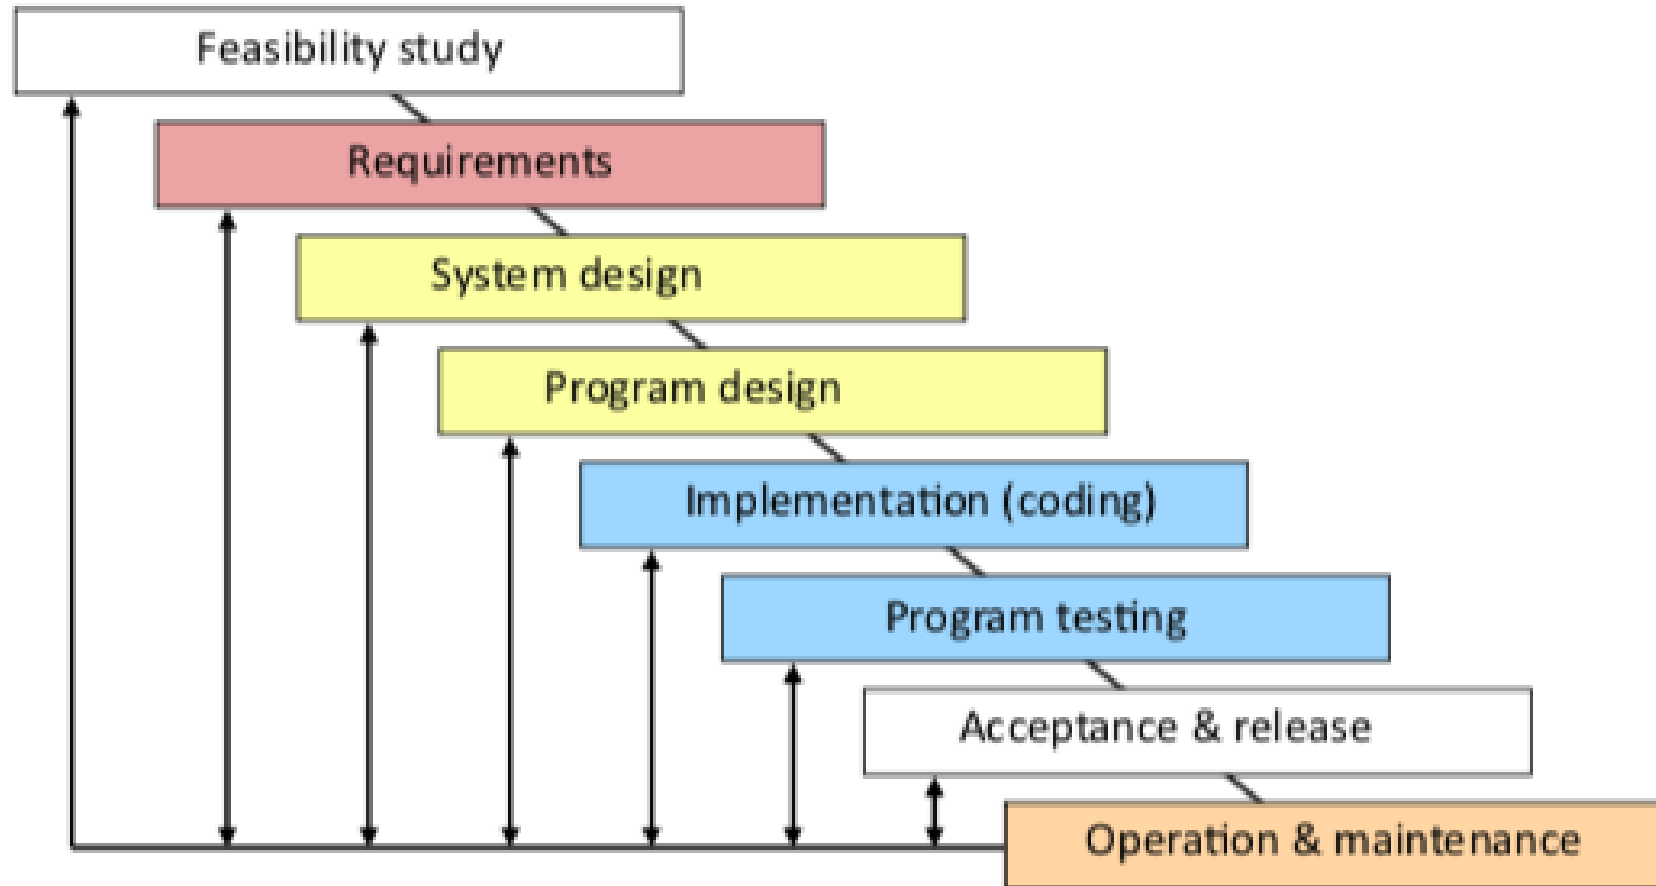 Feasibility study
Requirements
System design
Program design
Implementation (coding)
Program testing
Acceptance & release
Operation & maintenance